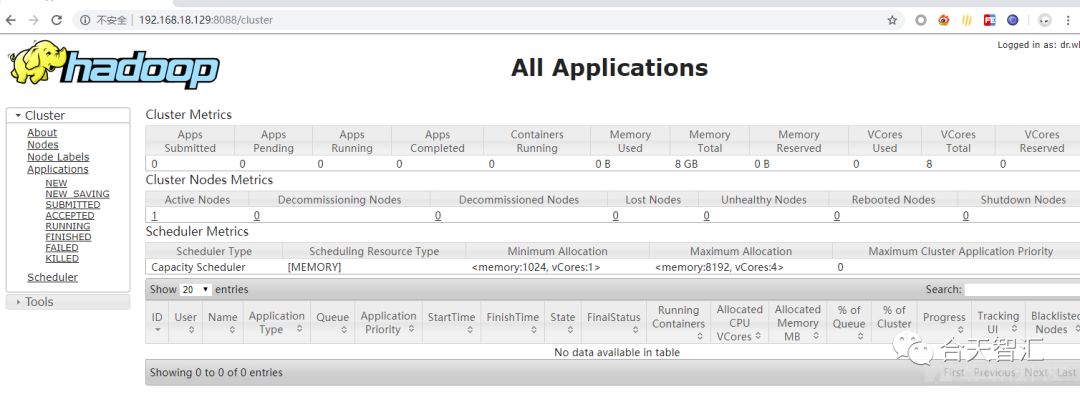 不安全 192.168.18.129:8088/cluster
Logged in as: dr.w
hadoop
All Applications
Cluster
About
Nodes
Node Labels
Applications
NEW
NEW_SAVING
SUBMITTED
ACCEPTED
RUNNING
FINISHED
FAILED
KILLED
Scheduler
Tools
Cluster Metrics
Apps Submitted Apps Pending Apps Running Apps Completed Containers Running Memory Used Memory Total Memory Reserved VCores Used VCores Total VCores Reserved
0 0 0 0 0 0 B 8 GB 0 B 0 8 0
Cluster Nodes Metrics
Active Nodes Decommissioning Nodes Decommissioned Nodes Lost Nodes Unhealthy Nodes Rebooted Nodes Shutdown Nodes
1 0 0 0 0 0 0
Scheduler Metrics
Scheduler Type Scheduling Resource Type Minimum Allocation Maximum Allocation Maximum Cluster Application Priority
Capacity Scheduler [MEMORY] <memory:1024, vCores:1> <memory:8192, vCores:4> 0
Show 20 entries Search:
ID User Name Application Type Queue Application Priority StartTime FinishTime State FinalStatus Running Containers Allocated CPU VCores Allocated Memory MB % of Queue % of Cluster Progress Tracking UI Blacklisted Nodes
No data available in table
Showing 0 to 0 of 0 entries First Previous Next Last
合天智汇